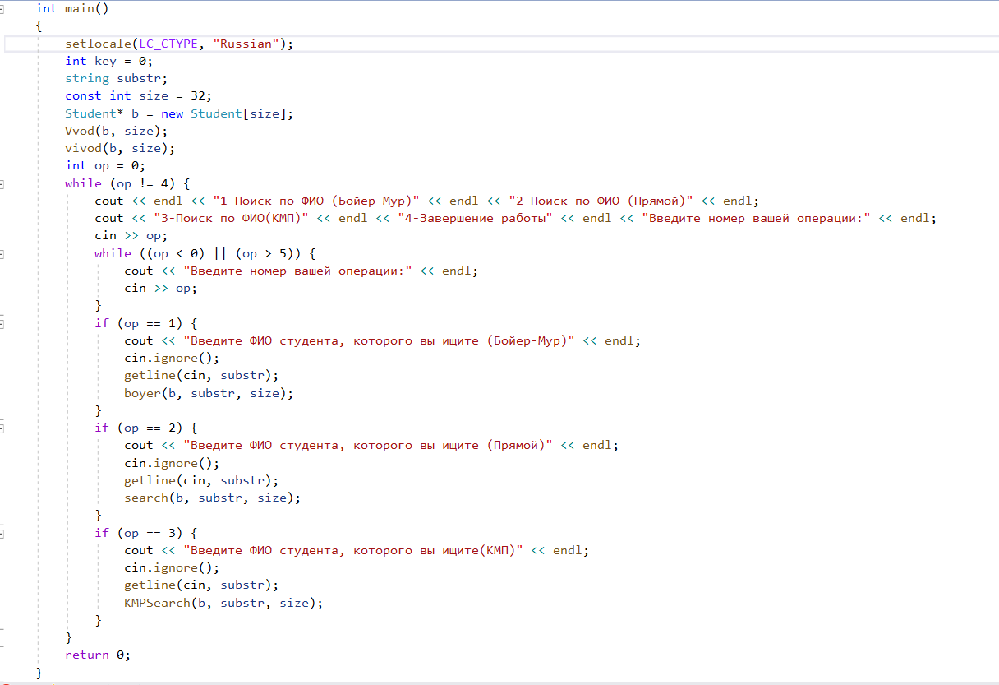 int main()
{
    setlocale(LC_CTYPE, "Russian");
    int key = 0;
    string substr;
    const int size = 32;
    Student* b = new Student[size];
    Vvod(b, size);
    vivod(b, size);
    int op = 0;
    while (op != 4) {
        cout << endl << "1-Поиск по ФИО (Бойер-Мур)" << endl << "2-Поиск по ФИО (Прямой)" << endl;
        cout << "3-Поиск по ФИО(КМП)" << endl << "4-Завершение работы" << endl << "Введите номер вашей операции:" << endl;
        cin >> op;
        while ((op < 0) || (op > 5)) {
            cout << "Введите номер вашей операции:" << endl;
            cin >> op;
        }
        if (op == 1) {
            cout << "Введите ФИО студента, которого вы ищите (Бойер-Мур)" << endl;
            cin.ignore();
            getline(cin, substr);
            boyer(b, substr, size);
        }
        if (op == 2) {
            cout << "Введите ФИО студента, которого вы ищите (Прямой)" << endl;
            cin.ignore();
            getline(cin, substr);
            search(b, substr, size);
        }
        if (op == 3) {
            cout << "Введите ФИО студента, которого вы ищите(КМП)" << endl;
            cin.ignore();
            getline(cin, substr);
            KMPSearch(b, substr, size);
        }
    }
    return 0;
}